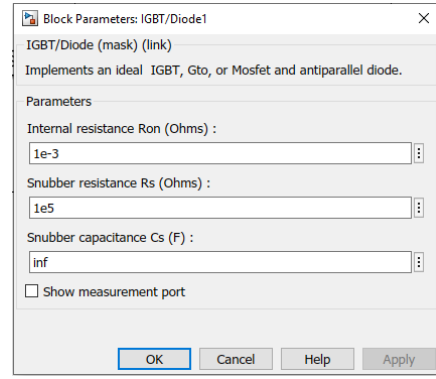 Block Parameters: IGBT/Diode1
IGBT/Diode (mask) (link)
Implements an ideal IGBT, Gto, or Mosfet and antiparallel diode.
Parameters
Internal resistance Ron (Ohms) :
1e-3
Snubber resistance Rs (Ohms) :
1e5
Snubber capacitance Cs (F) :
inf
Show measurement port
OK Cancel Help Apply